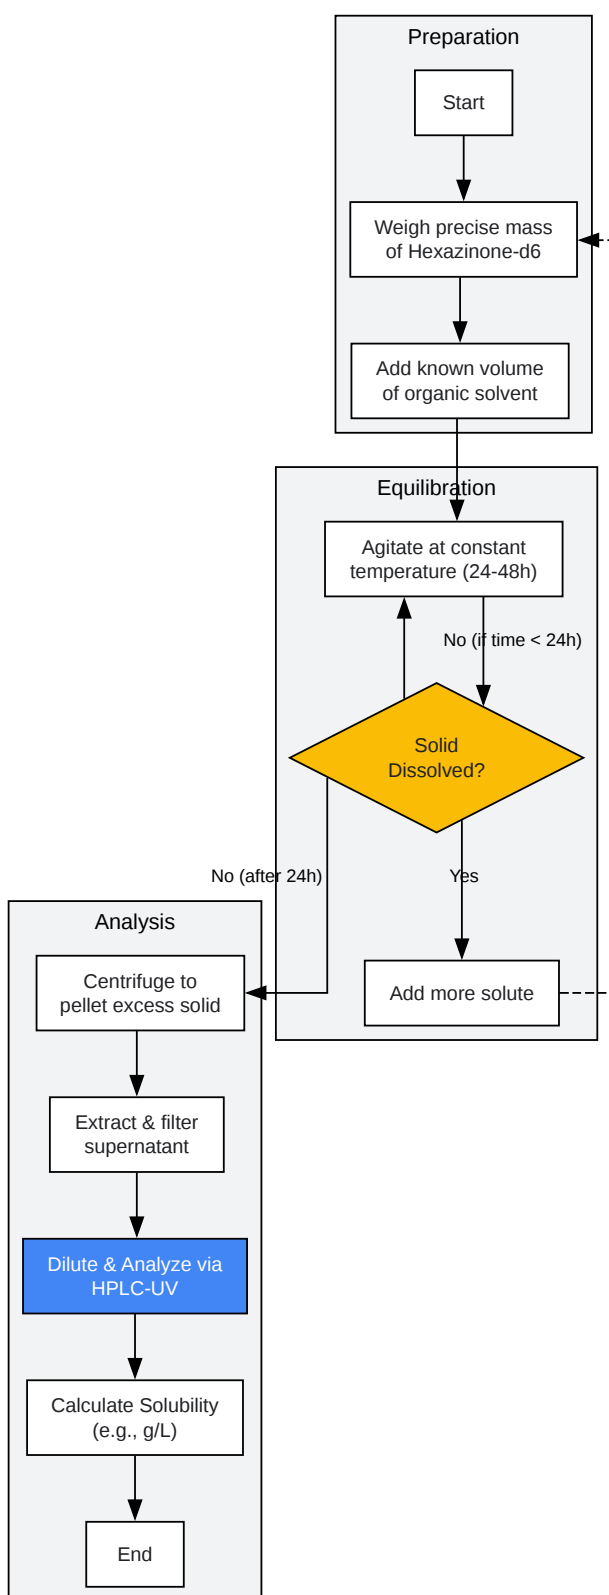 Preparation
Start
Weigh precise mass
of Hexazinone-d6
Add known volume
of organic solvent
Equilibration
Agitate at constant
temperature (24-48h)
No (if time < 24h)
Solid
Dissolved?
No (after 24h)
Yes
Analysis
Centrifuge to
pellet excess solid
Add more solute
Extract & filter
supernatant
Dilute & Analyze via
HPLC-UV
Calculate Solubility
(e.g., g/L)
End